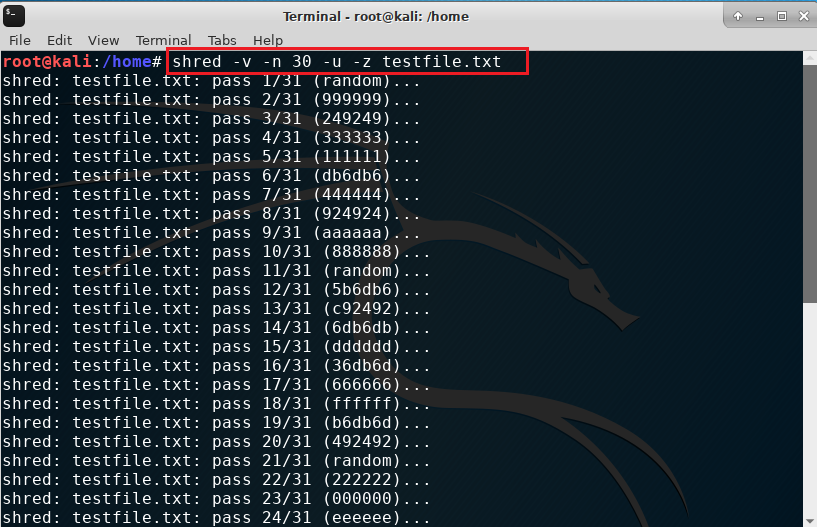 Terminal - root@kali: /home
File Edit View Terminal Tabs Help
root@kali:/home# shred -v -n 30 -u -z testfile.txt
shred: testfile.txt: pass 1/31 (random)...
shred: testfile.txt: pass 2/31 (999999)...
shred: testfile.txt: pass 3/31 (249249)...
shred: testfile.txt: pass 4/31 (333333)...
shred: testfile.txt: pass 5/31 (111111)...
shred: testfile.txt: pass 6/31 (db6db6)...
shred: testfile.txt: pass 7/31 (444444)...
shred: testfile.txt: pass 8/31 (924924)...
shred: testfile.txt: pass 9/31 (aaaaaa)...
shred: testfile.txt: pass 10/31 (888888)...
shred: testfile.txt: pass 11/31 (random)...
shred: testfile.txt: pass 12/31 (5b6db6)...
shred: testfile.txt: pass 13/31 (c92492)...
shred: testfile.txt: pass 14/31 (6db6db)...
shred: testfile.txt: pass 15/31 (dddddd)...
shred: testfile.txt: pass 16/31 (36db6d)...
shred: testfile.txt: pass 17/31 (666666)...
shred: testfile.txt: pass 18/31 (ffffff)...
shred: testfile.txt: pass 19/31 (b6db6d)...
shred: testfile.txt: pass 20/31 (492492)...
shred: testfile.txt: pass 21/31 (random)...
shred: testfile.txt: pass 22/31 (222222)...
shred: testfile.txt: pass 23/31 (000000)...
shred: testfile.txt: pass 24/31 (eeeeee)...